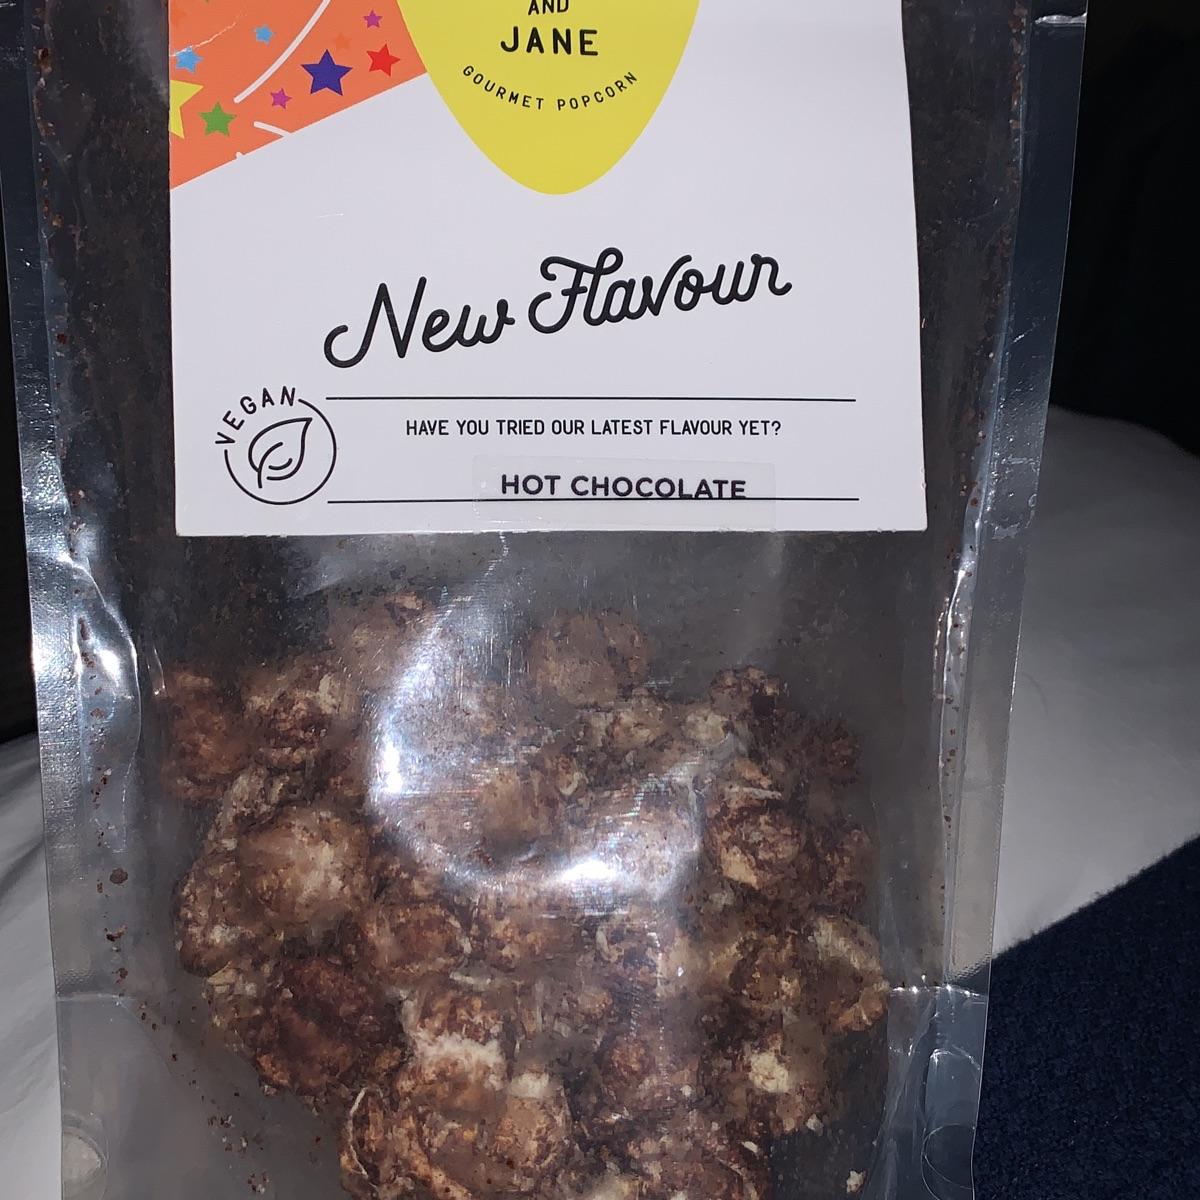 AND
JANE
GOURMET POPCORN
New Flavour
VEGAN
HAVE YOU TRIED OUR LATEST FLAVOUR YET?
HOT CHOCOLATE